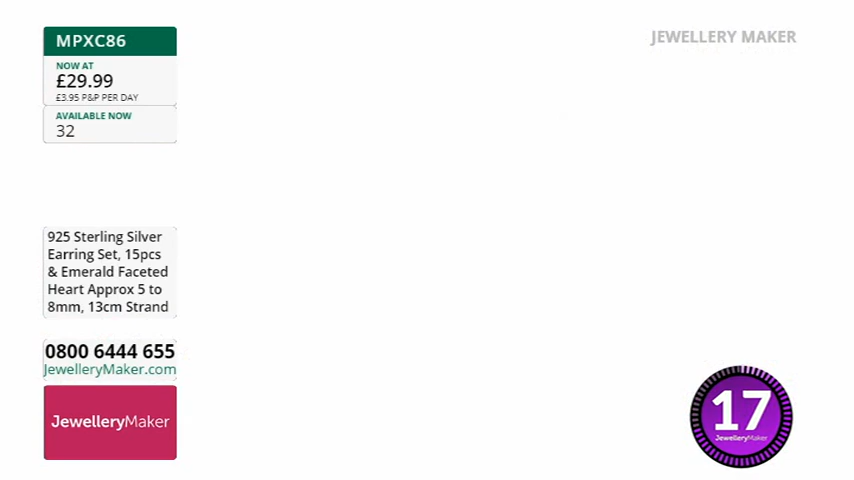 MPXC86
NOW AT
£29.99
£3.95 P&P PER DAY
AVAILABLE NOW
32
JEWELLERY MAKER
925 Sterling Silver
Earring Set, 15pcs
& Emerald Faceted
Heart Approx 5 to
8mm, 13cm Strand
0800 6444 655
JewelleryMaker.com
JewelleryMaker
17
JewelleryMaker